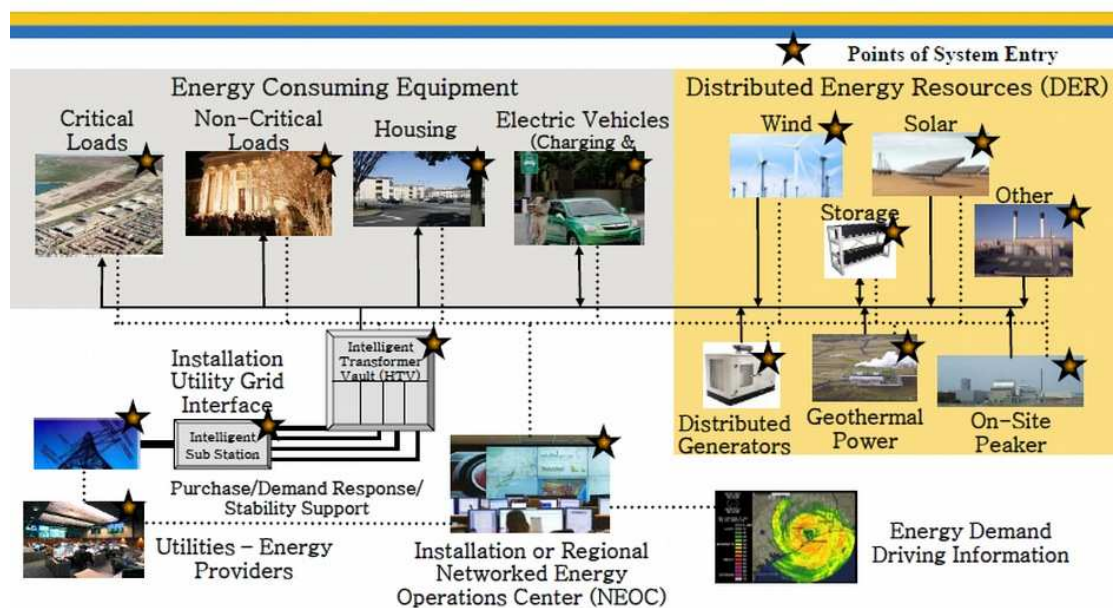 Points of System Entry
Energy Consuming Equipment
Distributed Energy Resources (DER)
Critical
Loads
Non-Critical
Loads
Housing
Electric Vehicles
(Charging &
Wind
Solar
Storage
Other
Intelligent
Transformer
Vault (HTV)
Installation
Utility Grid
Interface
Intelligent
Sub Station
Distributed
Generators
Geothermal
Power
On-Site
Peaker
Purchase/Demand Response/
Stability Support
Utilities – Energy
Providers
Installation or Regional
Networked Energy
Operations Center (NEOC)
Energy Demand
Driving Information